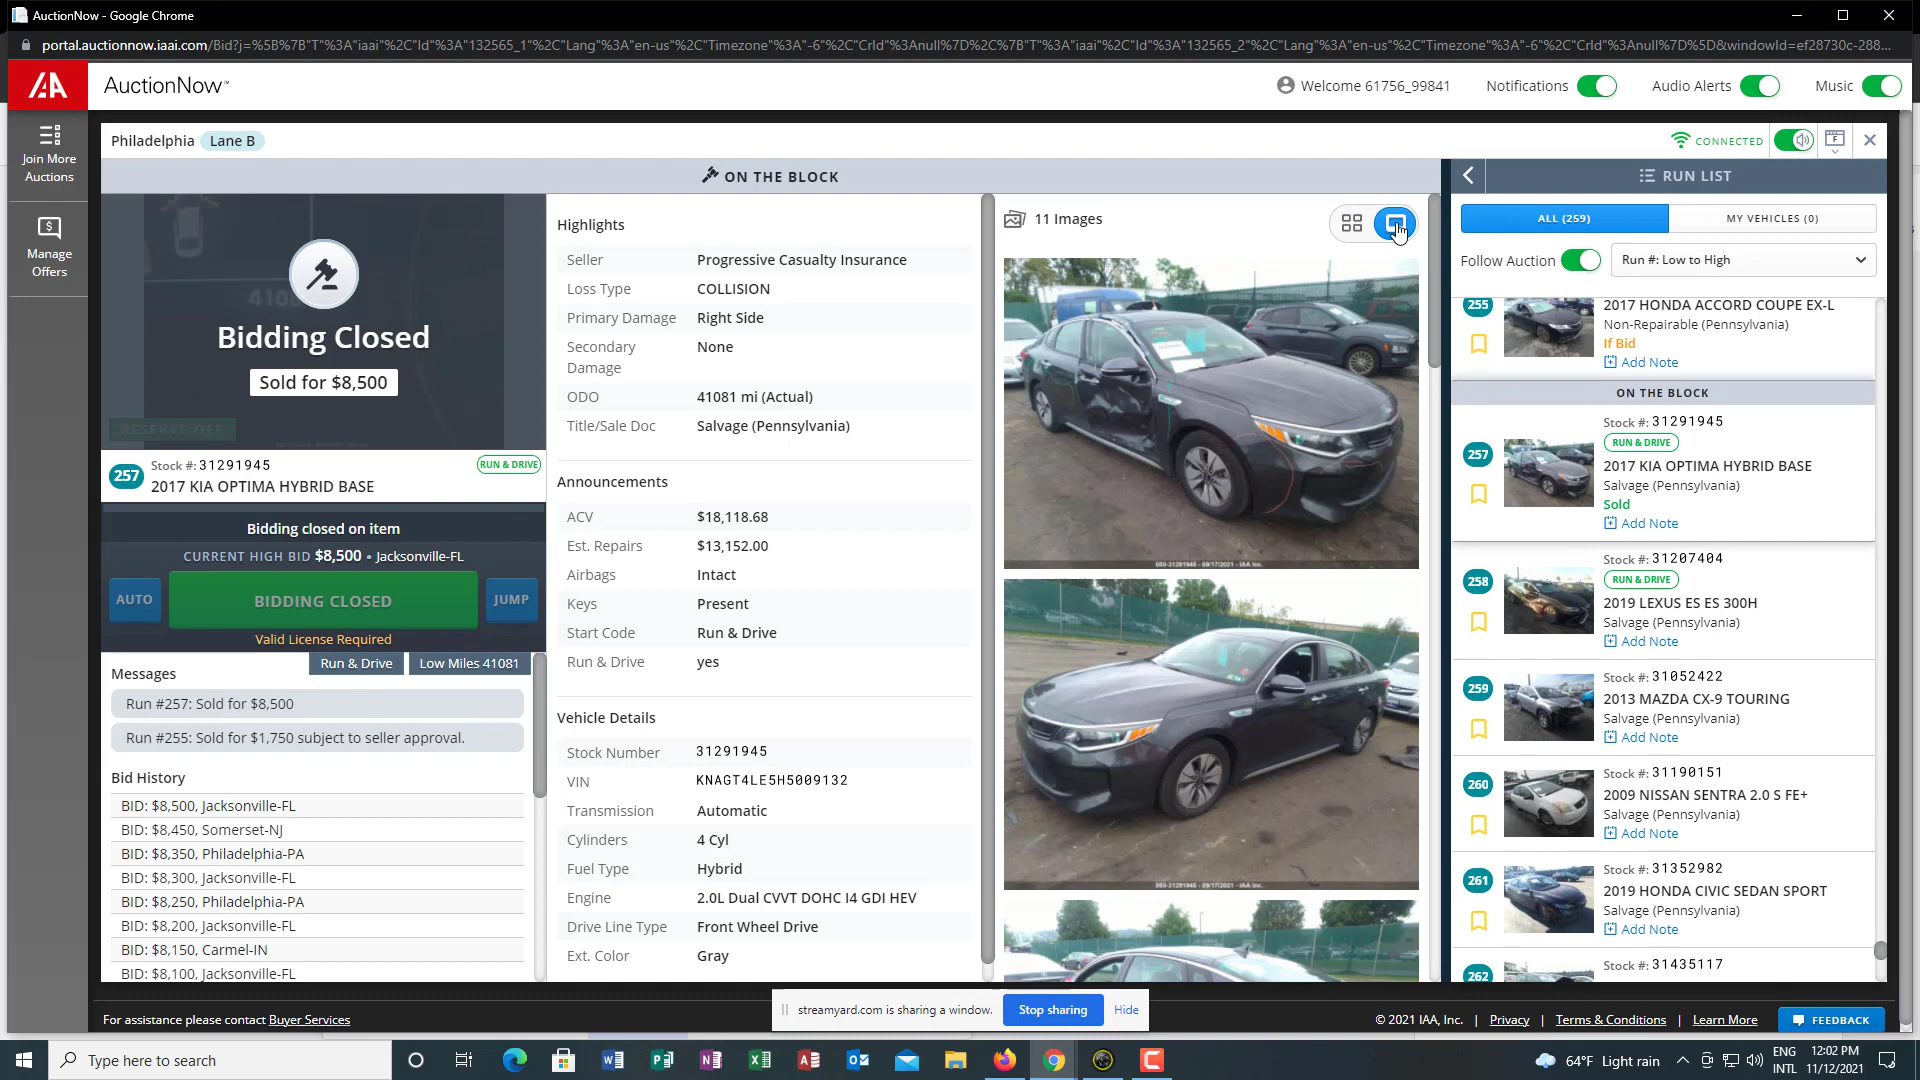 AuctionNow - Google Chrome
portal.auctionnow.iaai.com/Bid?j=%5B%7B"T"%3A"iaai"%2C"Id"%3A"132565_1"%2C"Lang"%3A"en-us"%2C"Timezone"%3A"-6"%2C"CrId"%3Anull%7D%2C%7B"T"%3A"iaai"%2C"Id"%3A"132565_2"%2C"Lang"%3A"en-us"%2C"Timezone"%3A"-6"%2C"CrId"%3Anull%7D%5D&windowId=ef28730c-288...
IAA
AuctionNow™
Welcome 61756_99841
Notifications
Audio Alerts
Music
Join More
Auctions
Manage
Offers
Philadelphia
Lane B
CONNECTED
F
ON THE BLOCK
Bidding Closed
Sold for $8,500
RESERVE OFF
257
Stock #: 31291945
RUN & DRIVE
2017 KIA OPTIMA HYBRID BASE
Bidding closed on item
CURRENT HIGH BID $8,500 • Jacksonville-FL
AUTO
BIDDING CLOSED
JUMP
Valid License Required
Run & Drive
Low Miles 41081
Messages
Run #257: Sold for $8,500
Run #255: Sold for $1,750 subject to seller approval.
Bid History
BID: $8,500, Jacksonville-FL
BID: $8,450, Somerset-NJ
BID: $8,350, Philadelphia-PA
BID: $8,300, Jacksonville-FL
BID: $8,250, Philadelphia-PA
BID: $8,200, Jacksonville-FL
BID: $8,150, Carmel-IN
BID: $8,100, Jacksonville-FL
Highlights
Seller Progressive Casualty Insurance
Loss Type COLLISION
Primary Damage Right Side
Secondary None
Damage
ODO 41081 mi (Actual)
Title/Sale Doc Salvage (Pennsylvania)
Announcements
ACV $18,118.68
Est. Repairs $13,152.00
Airbags Intact
Keys Present
Start Code Run & Drive
Run & Drive yes
Vehicle Details
Stock Number 31291945
VIN KNAGT4LE5H5009132
Transmission Automatic
Cylinders 4 Cyl
Fuel Type Hybrid
Engine 2.0L Dual CVVT DOHC I4 GDI HEV
Drive Line Type Front Wheel Drive
Ext. Color Gray
11 Images
000-31291945 - 09/17/2021 - IAA Inc.
000-31291945 - 09/17/2021 - IAA Inc.
RUN LIST
ALL (259)
MY VEHICLES (0)
Follow Auction
Run #: Low to High
255
2017 HONDA ACCORD COUPE EX-L
Non-Repairable (Pennsylvania)
If Bid
Add Note
ON THE BLOCK
257
Stock #: 31291945
RUN & DRIVE
2017 KIA OPTIMA HYBRID BASE
Salvage (Pennsylvania)
Sold
Add Note
258
Stock #: 31207404
RUN & DRIVE
2019 LEXUS ES ES 300H
Salvage (Pennsylvania)
Add Note
259
Stock #: 31052422
2013 MAZDA CX-9 TOURING
Salvage (Pennsylvania)
Add Note
260
Stock #: 31190151
2009 NISSAN SENTRA 2.0 S FE+
Salvage (Pennsylvania)
Add Note
261
Stock #: 31352982
2019 HONDA CIVIC SEDAN SPORT
Salvage (Pennsylvania)
Add Note
262
Stock #: 31435117
streamyard.com is sharing a window.
Stop sharing
Hide
For assistance please contact Buyer Services
© 2021 IAA, Inc. | Privacy | Terms & Conditions | Learn More
FEEDBACK
Type here to search
64°F Light rain
ENG
INTL
12:02 PM
11/12/2021